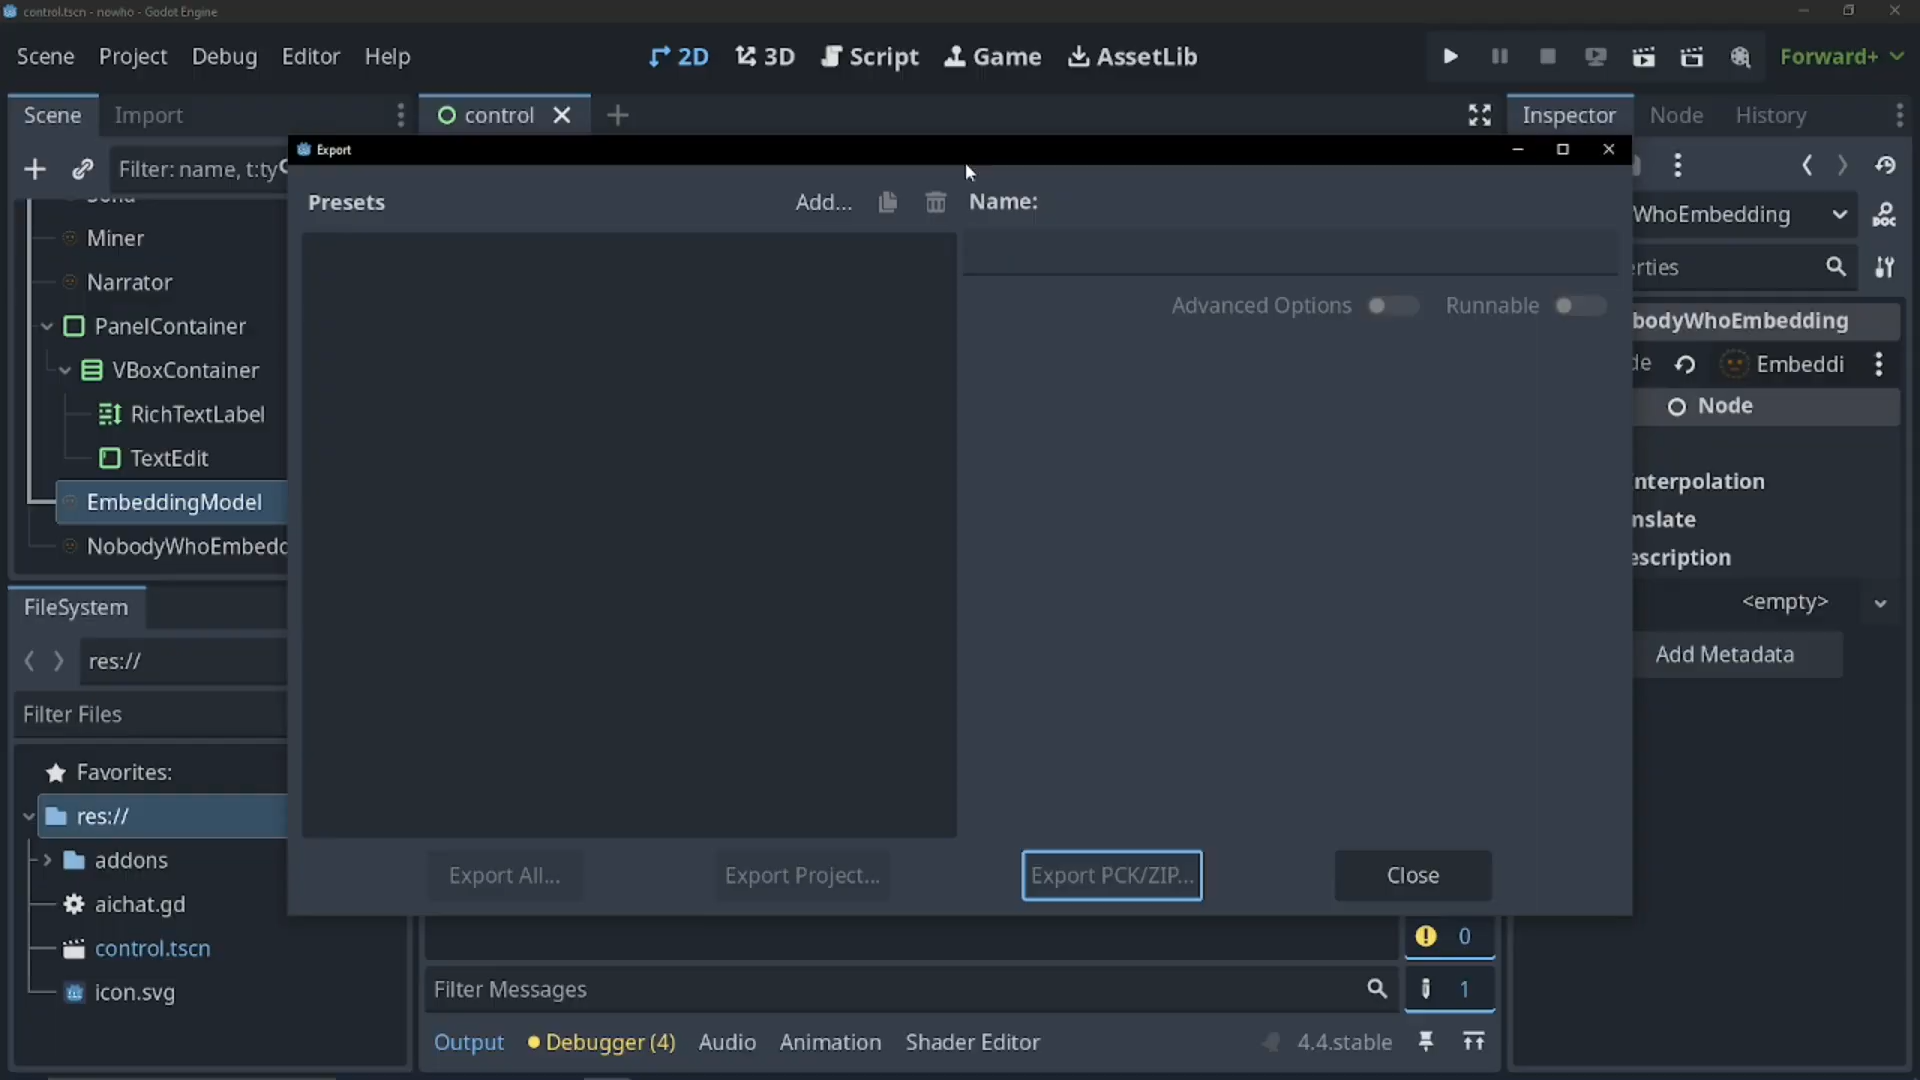 control.tscn - nowho - Godot Engine
Scene Project Debug Editor Help
2D 3D Script Game AssetLib
Forward+
Scene Import
control
Inspector Node History
Filter: name, t:ty
Export
Presets Add...
Name:
Advanced Options Runnable
Miner
Narrator
PanelContainer
VBoxContainer
RichTextLabel
TextEdit
EmbeddingModel
NobodyWhoEmbedd
WhoEmbedding
erties
bodyWhoEmbedding
de Embeddi
Node
nterpolation
nslate
escription
<empty>
Add Metadata
FileSystem
res://
Filter Files
Favorites:
res://
addons
aichat.gd
control.tscn
icon.svg
Export All... Export Project... Export PCK/ZIP... Close
0
Filter Messages 1
Output Debugger (4) Audio Animation Shader Editor 4.4.stable